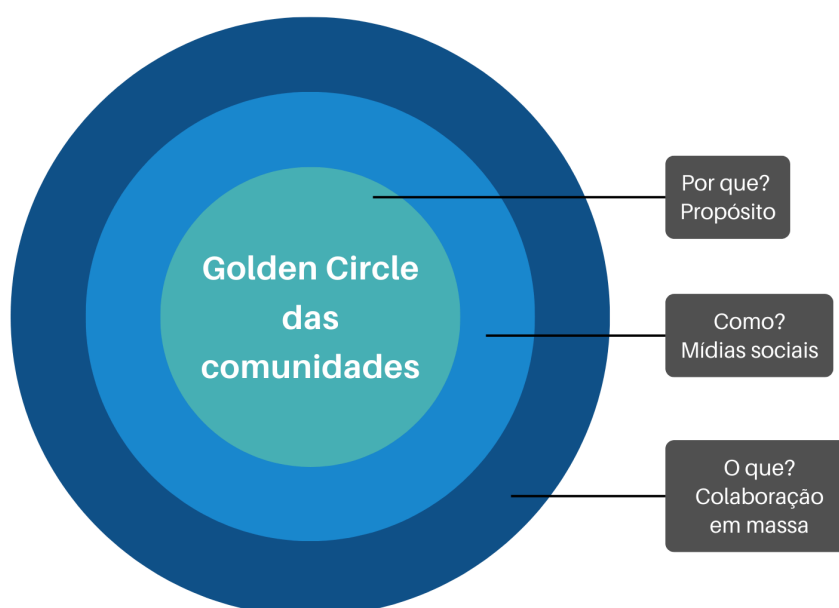 Golden Circle
das
comunidades
Por que?
Propósito
Como?
Mídias sociais
O que?
Colaboração
em massa